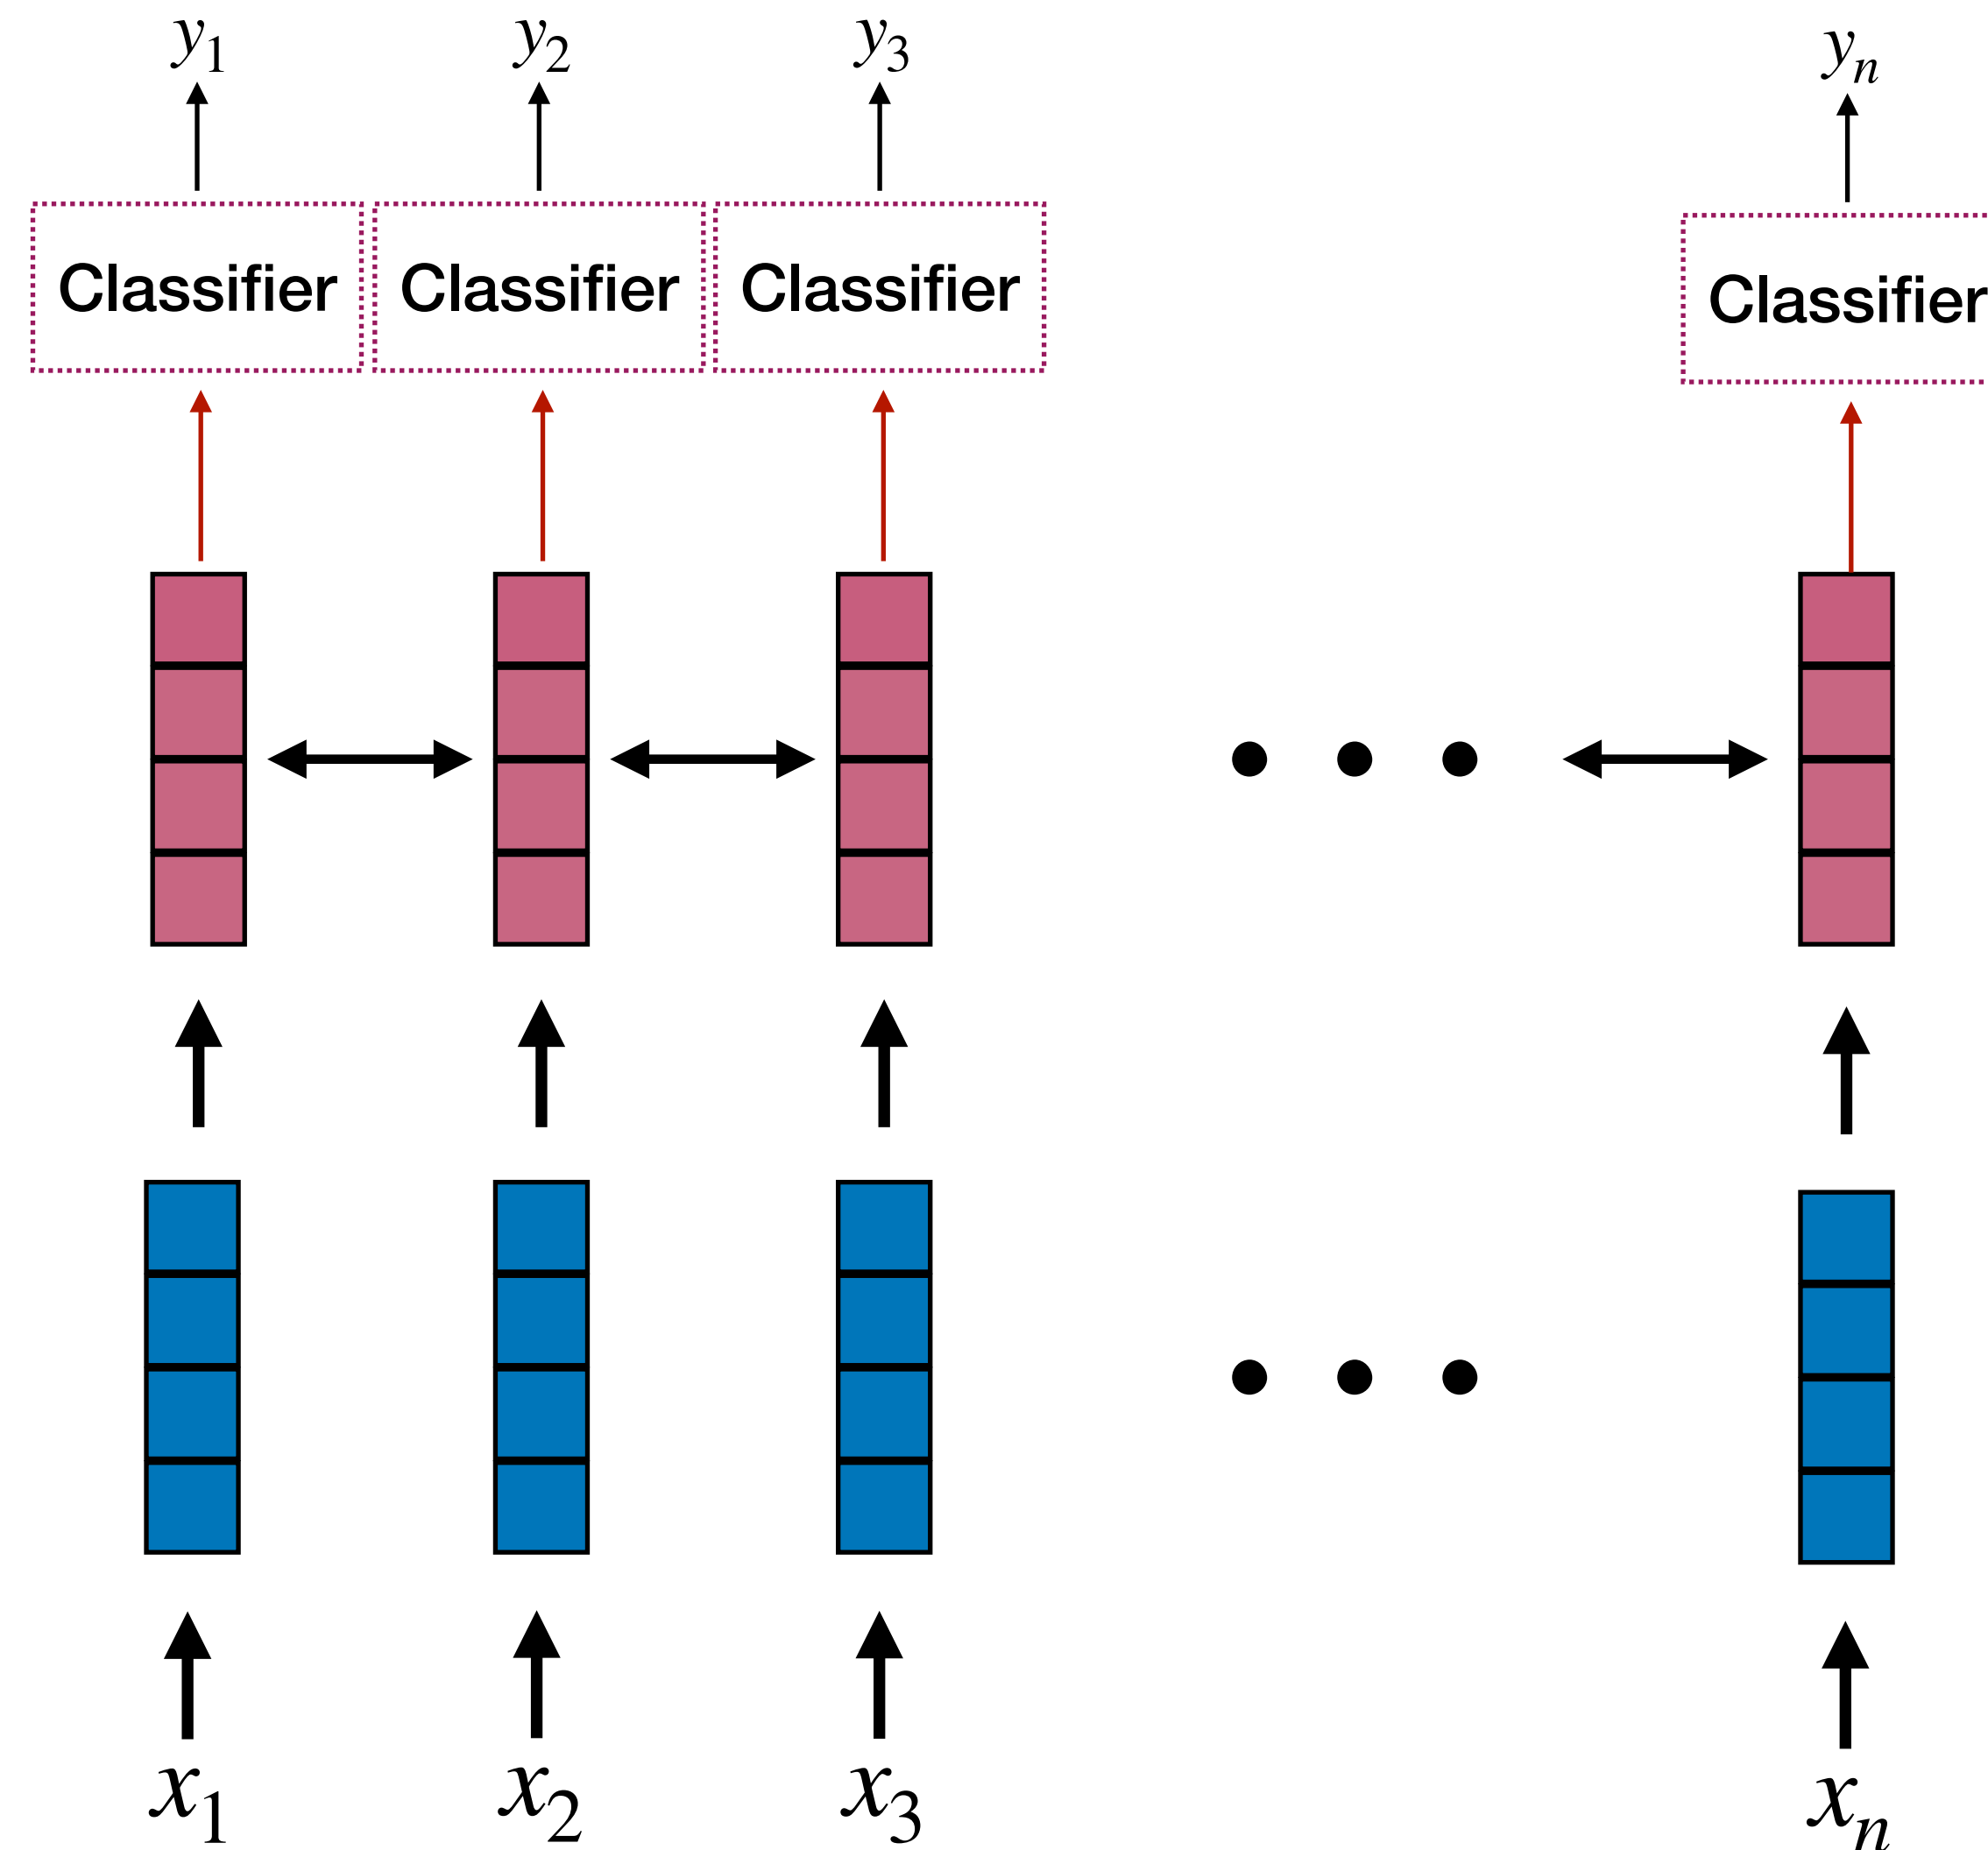 y₁ y₂ y₃ yₙ
Classifier Classifier Classifier Classifier
x₁ x₂ x₃ xₙ